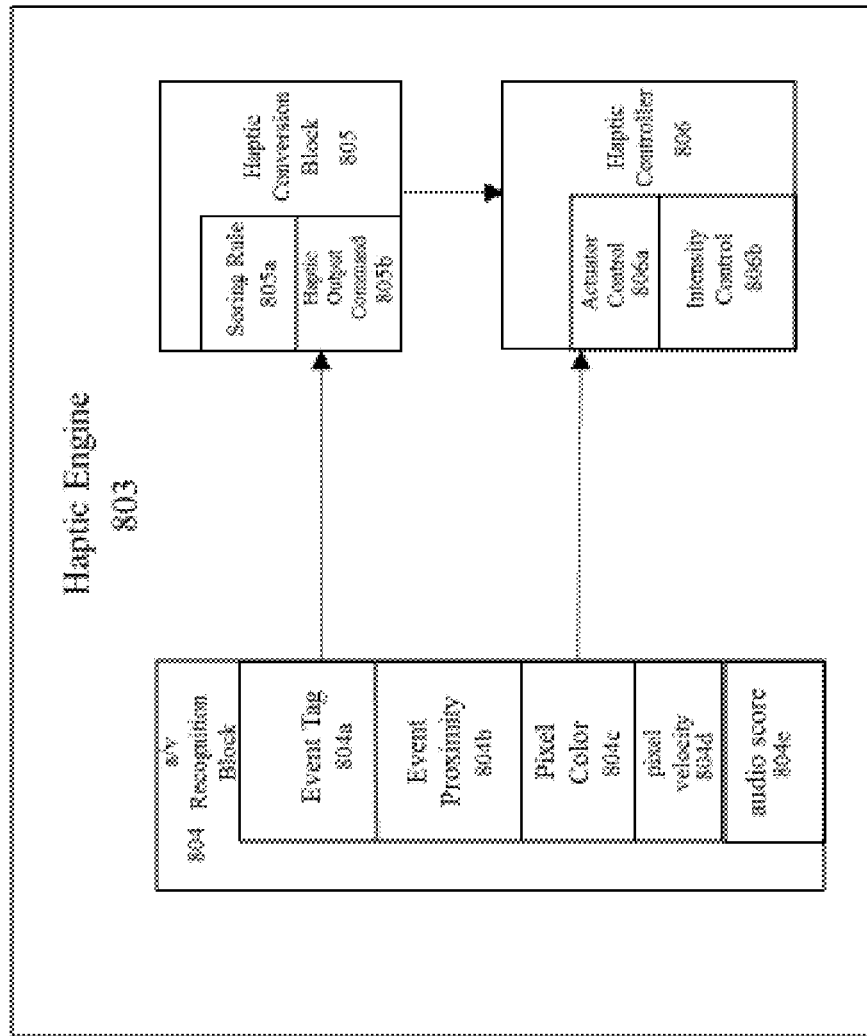 Haptic Engine
803
a/v
804 Recognition
Block
Event Tag
804a
Event
Proximity
804b
Pixel
Color
804c
pixel
velocity
804d
audio score
804e
Haptic
Conversion
Block
805
805a
Haptic
Output
Command
805b
Haptic
Controller
806
Actuator
Control
806a
Intensity
Control
806b